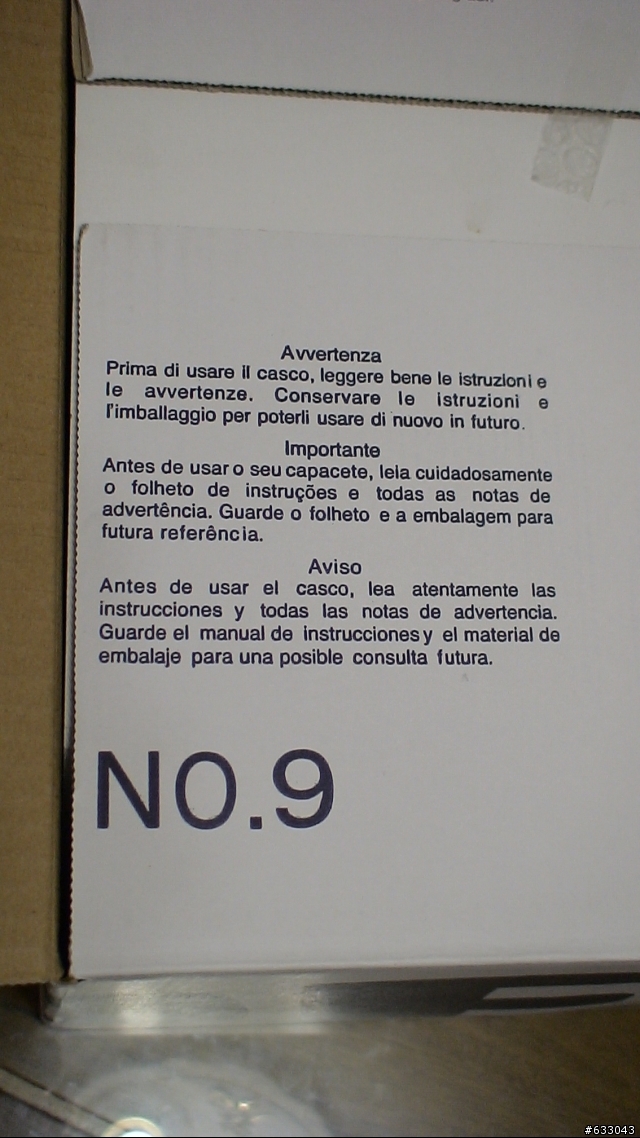 Avvertenza
Prima di usare il casco, leggere bene le istruzioni e
le avvertenze. Conservare le istruzioni e
l'imballaggio per poterli usare di nuovo in futuro.
Importante
Antes de usar o seu capacete, lela cuidadosamente
o folheto de instruções e todas as notas de
advertência. Guarde o folheto e a embalagem para
futura referência.
Aviso
Antes de usar el casco, lea atentamente las
instrucciones y todas las notas de advertencia.
Guarde el manual de instrucciones y el material de
embalaje para una posible consulta futura.
NO.9
#633043